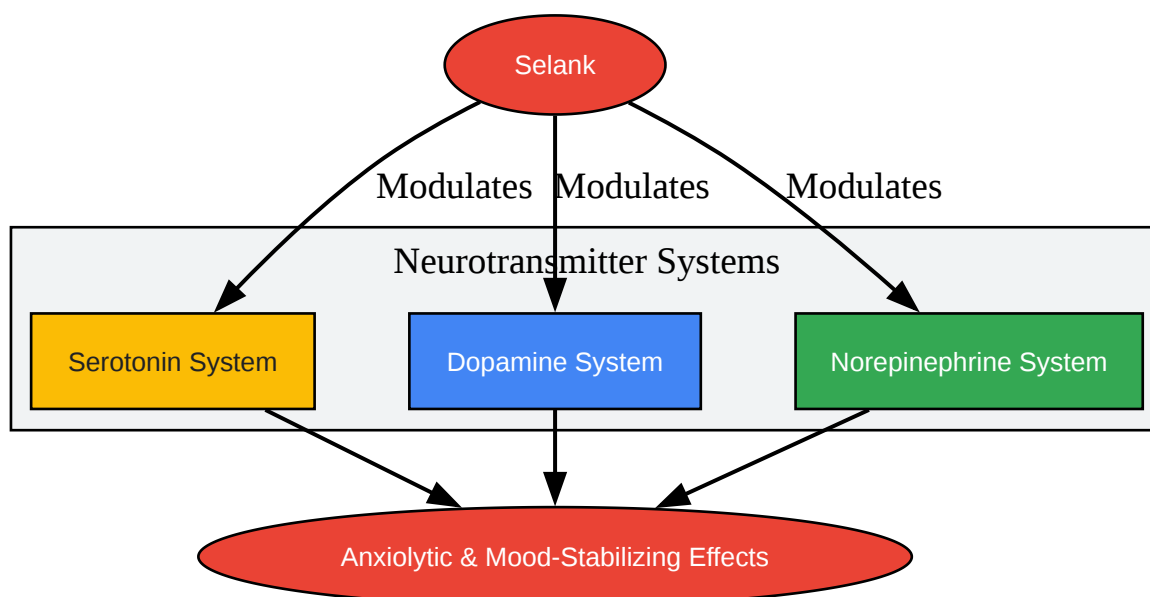 Selank
Modulates Modulates Modulates
Neurotransmitter Systems
Serotonin System Dopamine System Norepinephrine System
Anxiolytic & Mood-Stabilizing Effects